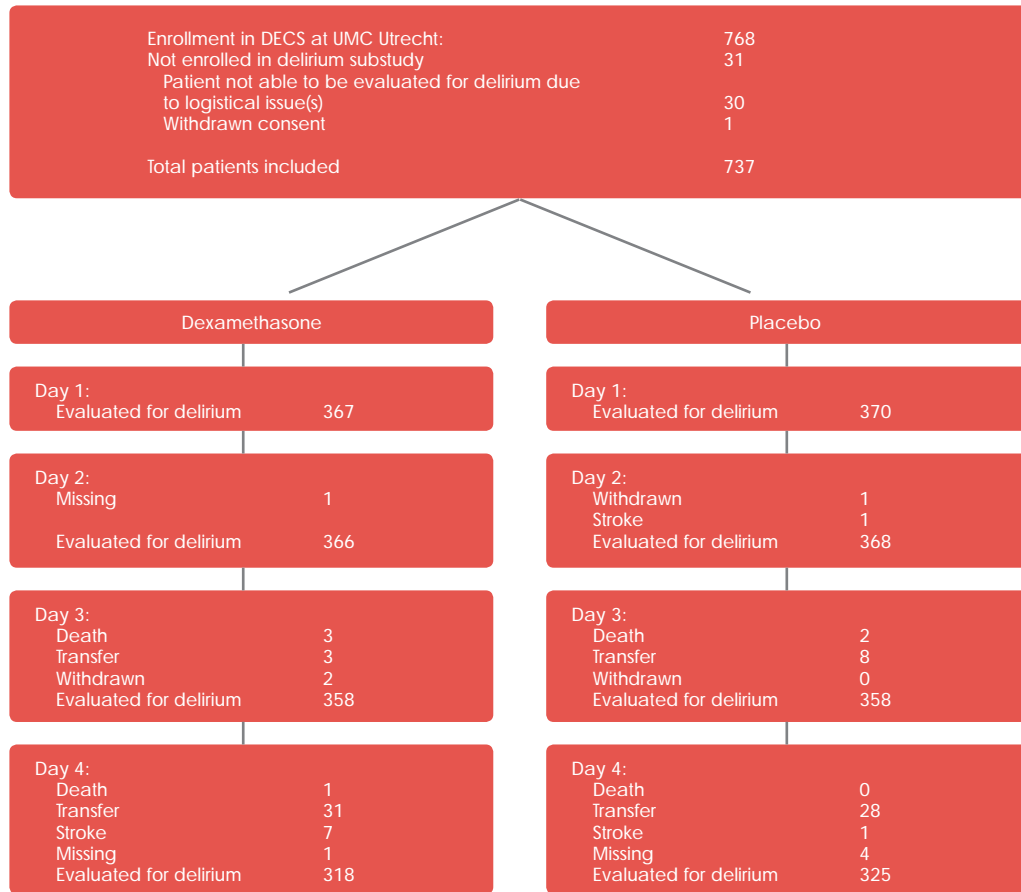 Enrollment in DECS at UMC Utrecht: 768
Not enrolled in delirium substudy 31
Patient not able to be evaluated for delirium due
to logistical issue(s) 30
Withdrawn consent 1
Total patients included 737
Dexamethasone
Day 1:
Evaluated for delirium 367
Day 2:
Missing 1
Evaluated for delirium 366
Day 3:
Death 3
Transfer 3
Withdrawn 2
Evaluated for delirium 358
Day 4:
Death 1
Transfer 31
Stroke 7
Missing 1
Evaluated for delirium 318
Placebo
Day 1:
Evaluated for delirium 370
Day 2:
Withdrawn 1
Stroke 1
Evaluated for delirium 368
Day 3:
Death 2
Transfer 8
Withdrawn 0
Evaluated for delirium 358
Day 4:
Death 0
Transfer 28
Stroke 1
Missing 4
Evaluated for delirium 325